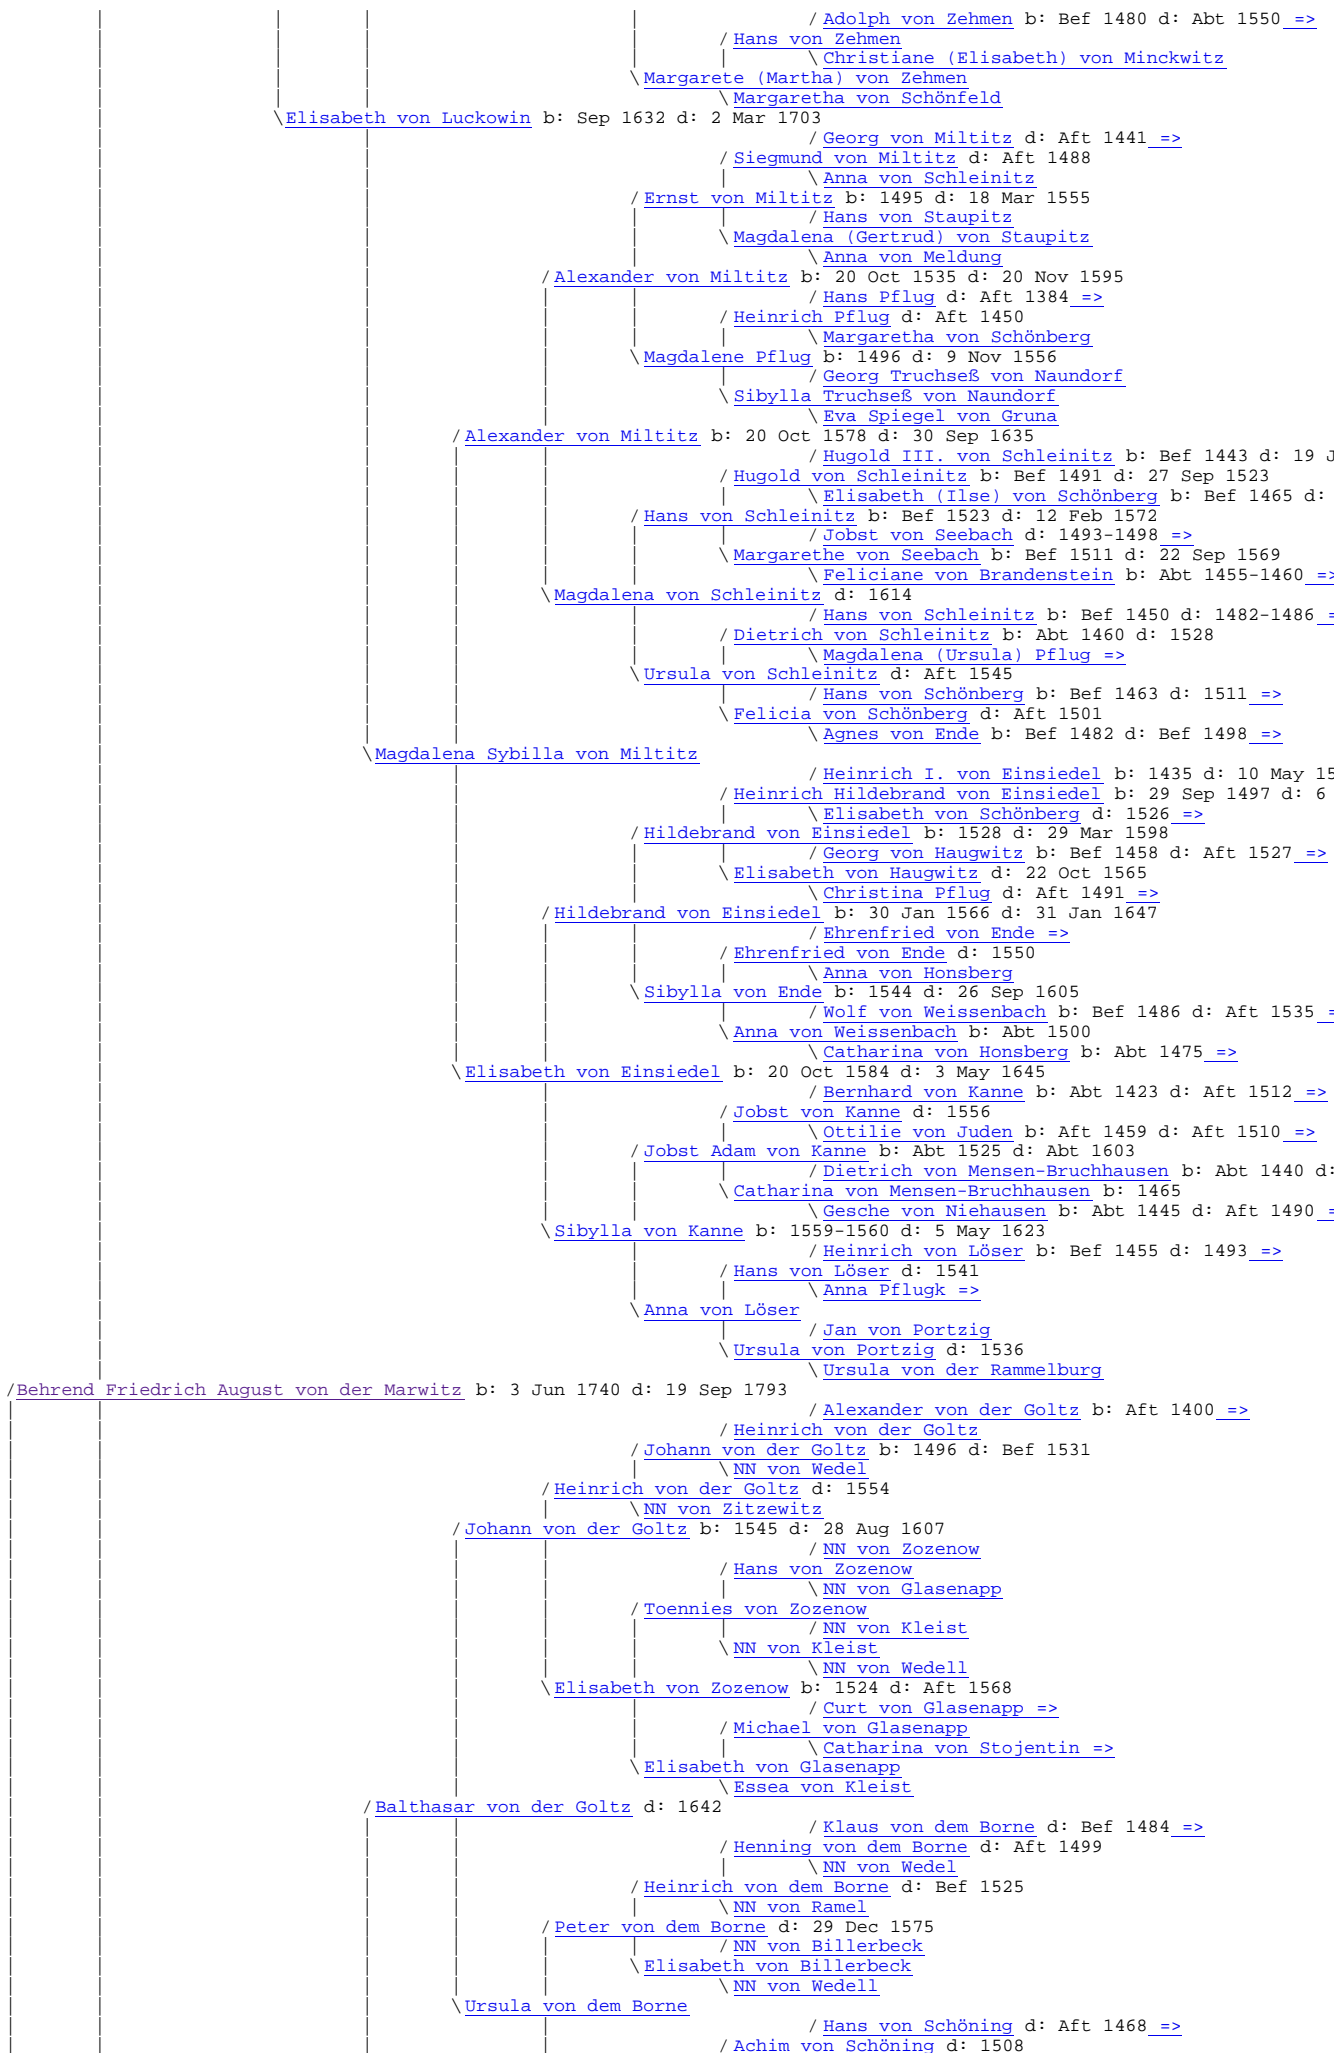 / Adolph von Zehmen b: Bef 1480 d: Abt 1550 =>
/ Hans von Zehmen
\ Christiane (Elisabeth) von Minckwitz
\ Margarete (Martha) von Zehmen
\ Margaretha von Schönfeld
\ Elisabeth von Luckowin b: Sep 1632 d: 2 Mar 1703
/ Georg von Miltitz d: Aft 1441 =>
/ Siegmund von Miltitz d: Aft 1488
\ Anna von Schleinitz
/ Ernst von Miltitz b: 1495 d: 18 Mar 1555
/ Hans von Staupitz
\ Magdalena (Gertrud) von Staupitz
\ Anna von Meldung
/ Alexander von Miltitz b: 20 Oct 1535 d: 20 Nov 1595
/ Hans Pflug d: Aft 1384 =>
/ Heinrich Pflug d: Aft 1450
\ Margaretha von Schönberg
\ Magdalene Pflug b: 1496 d: 9 Nov 1556
/ Georg Truchseß von Naundorf
\ Sibylla Truchseß von Naundorf
\ Eva Spiegel von Gruna
/ Alexander von Miltitz b: 20 Oct 1578 d: 30 Sep 1635
/ Hugold III. von Schleinitz b: Bef 1443 d: 19 J
/ Hugold von Schleinitz b: Bef 1491 d: 27 Sep 1523
\ Elisabeth (Ilse) von Schönberg b: Bef 1465 d:
/ Hans von Schleinitz b: Bef 1523 d: 12 Feb 1572
/ Jobst von Seebach d: 1493-1498 =>
\ Margarethe von Seebach b: Bef 1511 d: 22 Sep 1569
\ Feliciane von Brandenstein b: Abt 1455-1460 =>
\ Magdalena von Schleinitz d: 1614
/ Hans von Schleinitz b: Bef 1450 d: 1482-1486 =
/ Dietrich von Schleinitz b: Abt 1460 d: 1528
\ Magdalena (Ursula) Pflug =>
\ Ursula von Schleinitz d: Aft 1545
/ Hans von Schönberg b: Bef 1463 d: 1511 =>
\ Felicia von Schönberg d: Aft 1501
\ Agnes von Ende b: Bef 1482 d: Bef 1498 =>
\ Magdalena Sybilla von Miltitz
/ Heinrich I. von Einsiedel b: 1435 d: 10 May 15
/ Heinrich Hildebrand von Einsiedel b: 29 Sep 1497 d: 6
\ Elisabeth von Schönberg d: 1526 =>
/ Hildebrand von Einsiedel b: 1528 d: 29 Mar 1598
/ Georg von Haugwitz b: Bef 1458 d: Aft 1527 =>
\ Elisabeth von Haugwitz d: 22 Oct 1565
\ Christina Pflug d: Aft 1491 =>
/ Hildebrand von Einsiedel b: 30 Jan 1566 d: 31 Jan 1647
/ Ehrenfried von Ende =>
/ Ehrenfried von Ende d: 1550
\ Anna von Honsberg
\ Sibylla von Ende b: 1544 d: 26 Sep 1605
/ Wolf von Weissenbach b: Bef 1486 d: Aft 1535 =
\ Anna von Weissenbach b: Abt 1500
\ Catharina von Honsberg b: Abt 1475 =>
\ Elisabeth von Einsiedel b: 20 Oct 1584 d: 3 May 1645
/ Bernhard von Kanne b: Abt 1423 d: Aft 1512 =>
/ Jobst von Kanne d: 1556
\ Ottilie von Juden b: Aft 1459 d: Aft 1510 =>
/ Jobst Adam von Kanne b: Abt 1525 d: Abt 1603
/ Dietrich von Mensen-Bruchhausen b: Abt 1440 d:
\ Catharina von Mensen-Bruchhausen b: 1465
\ Gesche von Niehausen b: Abt 1445 d: Aft 1490 =
\ Sibylla von Kanne b: 1559-1560 d: 5 May 1623
/ Heinrich von Löser b: Bef 1455 d: 1493 =>
/ Hans von Löser d: 1541
\ Anna Pflugk =>
\ Anna von Löser
/ Jan von Portzig
\ Ursula von Portzig d: 1536
\ Ursula von der Rammelburg
/ Behrend Friedrich August von der Marwitz b: 3 Jun 1740 d: 19 Sep 1793
/ Alexander von der Goltz b: Aft 1400 =>
/ Heinrich von der Goltz
/ Johann von der Goltz b: 1496 d: Bef 1531
\ NN von Wedel
/ Heinrich von der Goltz d: 1554
\ NN von Zitzewitz
/ Johann von der Goltz b: 1545 d: 28 Aug 1607
/ NN von Zozenow
/ Hans von Zozenow
\ NN von Glasenapp
/ Toennies von Zozenow
/ NN von Kleist
\ NN von Kleist
\ NN von Wedell
\ Elisabeth von Zozenow b: 1524 d: Aft 1568
/ Curt von Glasenapp =>
/ Michael von Glasenapp
\ Catharina von Stojentin =>
\ Elisabeth von Glasenapp
\ Essea von Kleist
/ Balthasar von der Goltz d: 1642
/ Klaus von dem Borne d: Bef 1484 =>
/ Henning von dem Borne d: Aft 1499
\ NN von Wedel
/ Heinrich von dem Borne d: Bef 1525
\ NN von Ramel
/ Peter von dem Borne d: 29 Dec 1575
/ NN von Billerbeck
\ Elisabeth von Billerbeck
\ NN von Wedell
\ Ursula von dem Borne
/ Hans von Schöning d: Aft 1468 =>
/ Achim von Schöning d: 1508